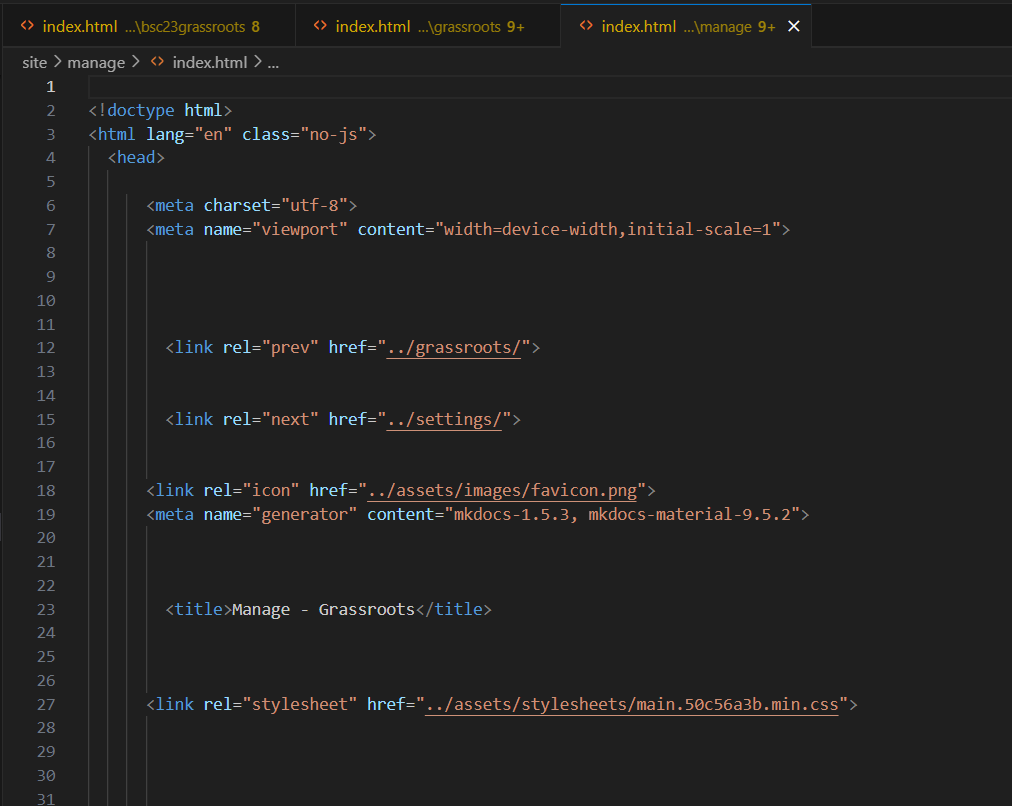 index.html ...\bsc23grassroots 8 index.html ...\grassroots 9+ index.html ...\manage 9+
site > manage > index.html > ...
1
2 <!doctype html>
3 <html lang="en" class="no-js">
4 <head>
5
6 <meta charset="utf-8">
7 <meta name="viewport" content="width=device-width,initial-scale=1">
8
9
10
11
12 <link rel="prev" href="../grassroots/">
13
14
15 <link rel="next" href="../settings/">
16
17
18 <link rel="icon" href="../assets/images/favicon.png">
19 <meta name="generator" content="mkdocs-1.5.3, mkdocs-material-9.5.2">
20
21
22
23 <title>Manage - Grassroots</title>
24
25
26
27 <link rel="stylesheet" href="../assets/stylesheets/main.50c56a3b.min.css">
28
29
30
31